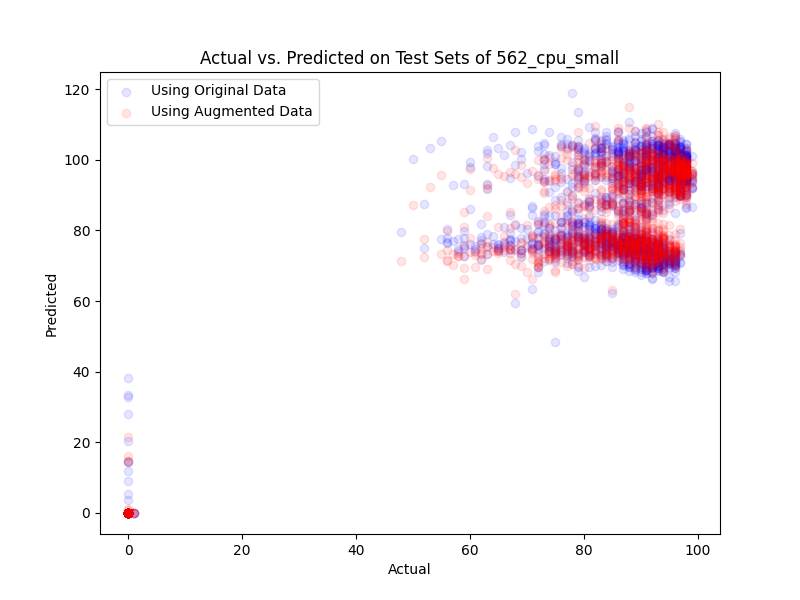 Actual vs. Predicted on Test Sets of 562_cpu_small
Using Original Data
Using Augmented Data
120
100
80
60
40
20
0
Predicted
0 20 40 60 80 100
Actual